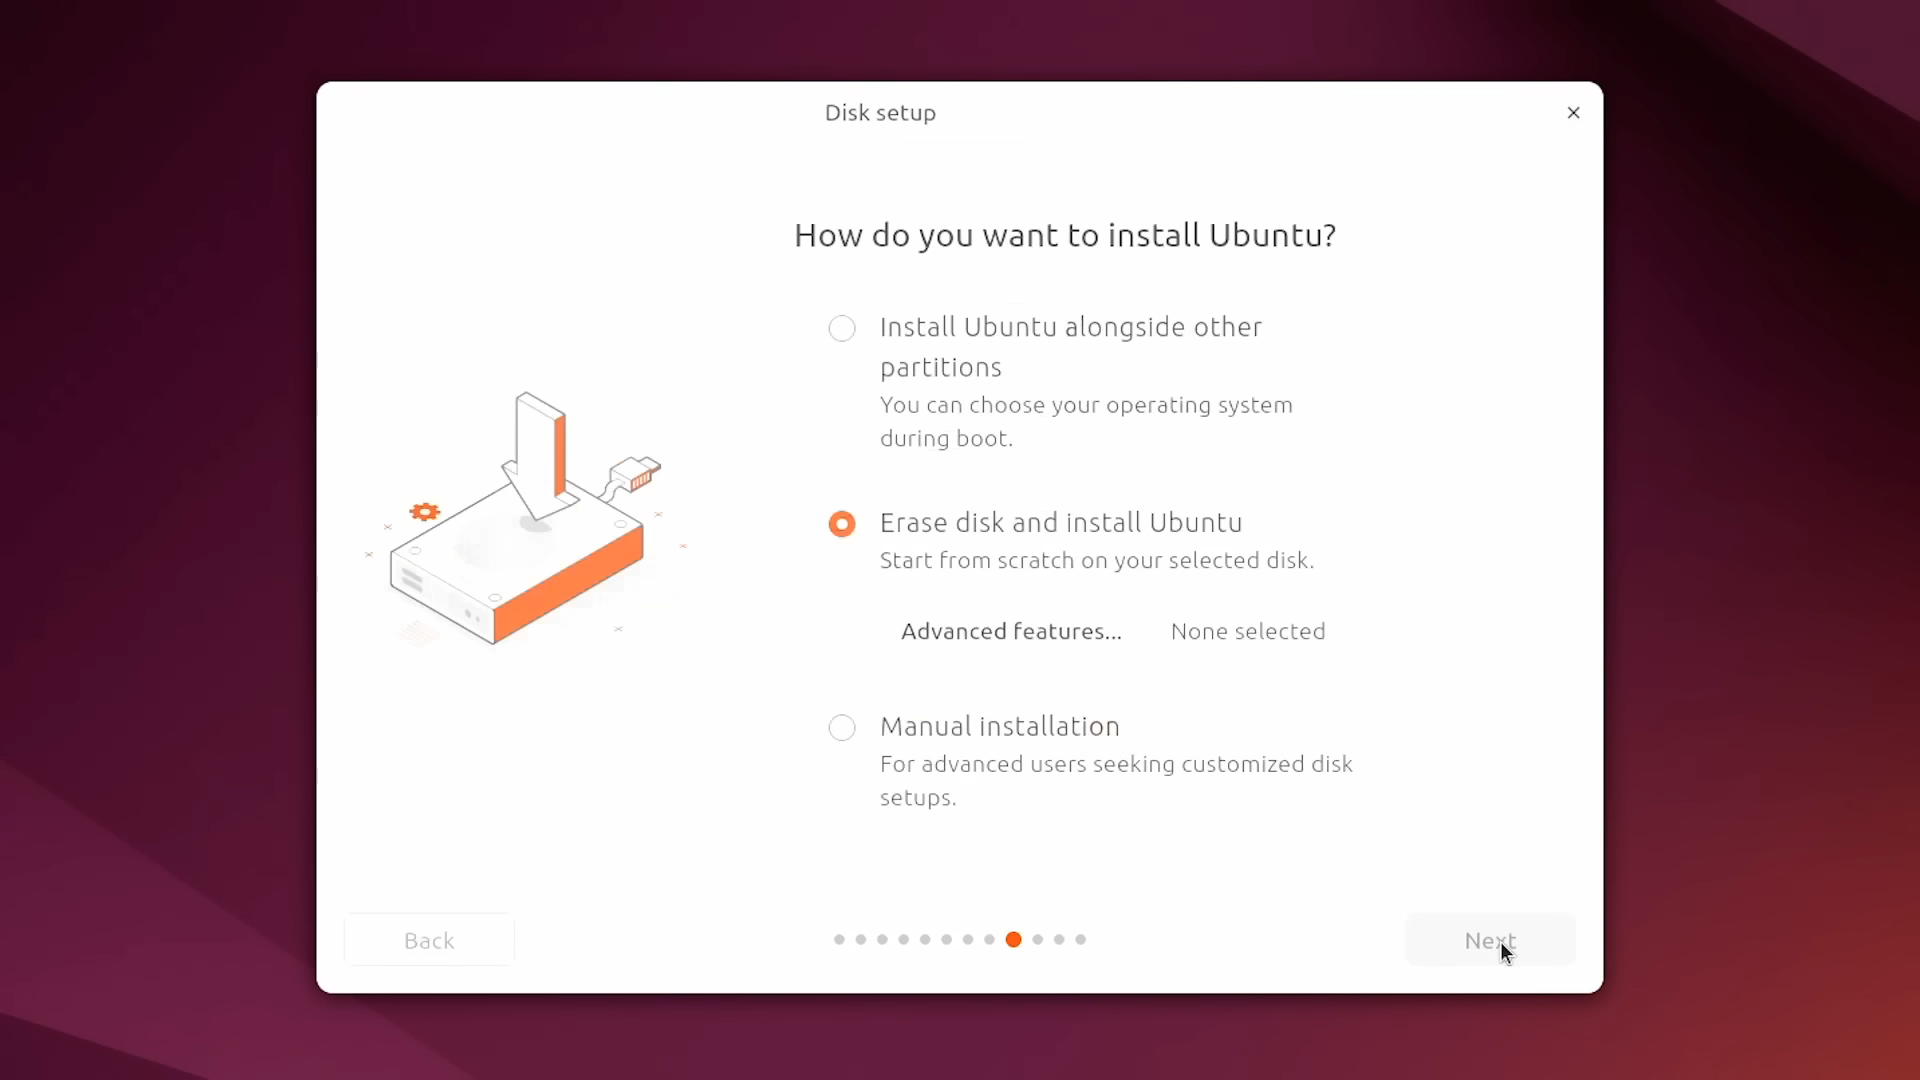 Disk setup
How do you want to install Ubuntu?
Install Ubuntu alongside other
partitions
You can choose your operating system
during boot.
Erase disk and install Ubuntu
Start from scratch on your selected disk.
Advanced features... None selected
Manual installation
For advanced users seeking customized disk
setups.
Back
Next